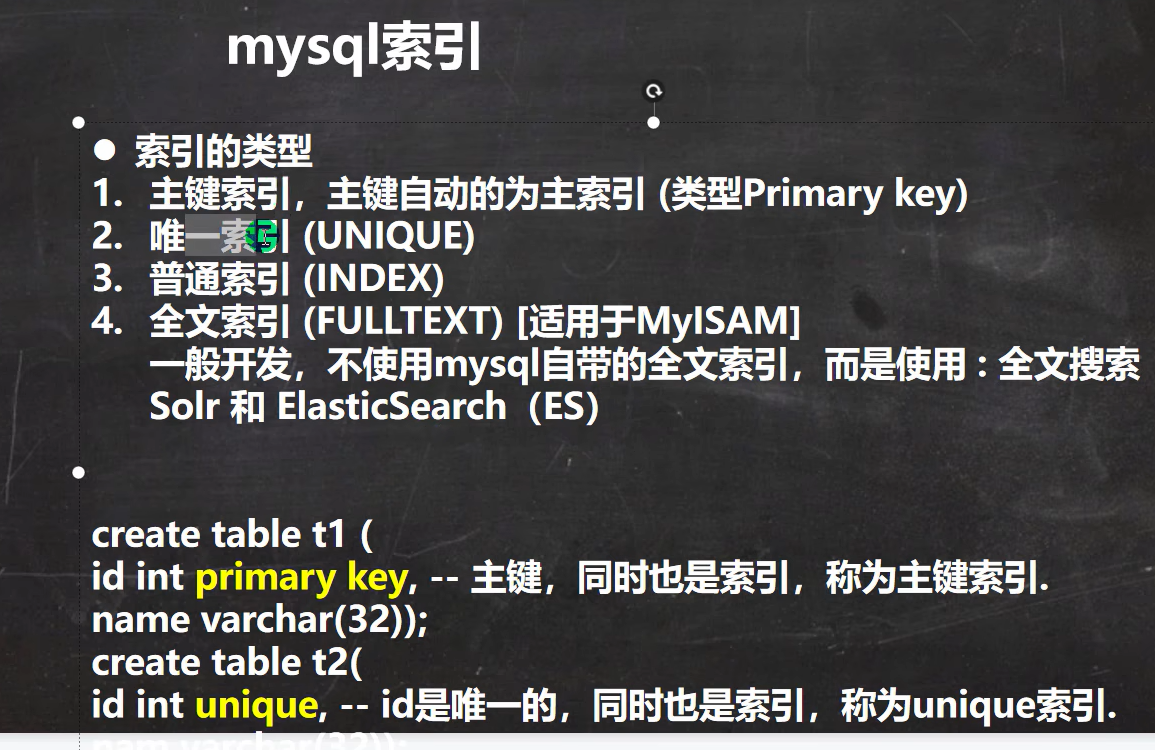 mysql索引
● 索引的类型
1. 主键索引，主键自动的为主索引 (类型Primary key)
2. 唯一索引 (UNIQUE)
3. 普通索引 (INDEX)
4. 全文索引 (FULLTEXT) [适用于MyISAM]
一般开发，不使用mysql自带的全文索引，而是使用：全文搜索
Solr 和 ElasticSearch（ES）
create table t1 (
id int primary key, -- 主键，同时也是索引，称为主键索引.
name varchar(32));
create table t2(
id int unique, -- id是唯一的，同时也是索引，称为unique索引.
nam varchar(32));